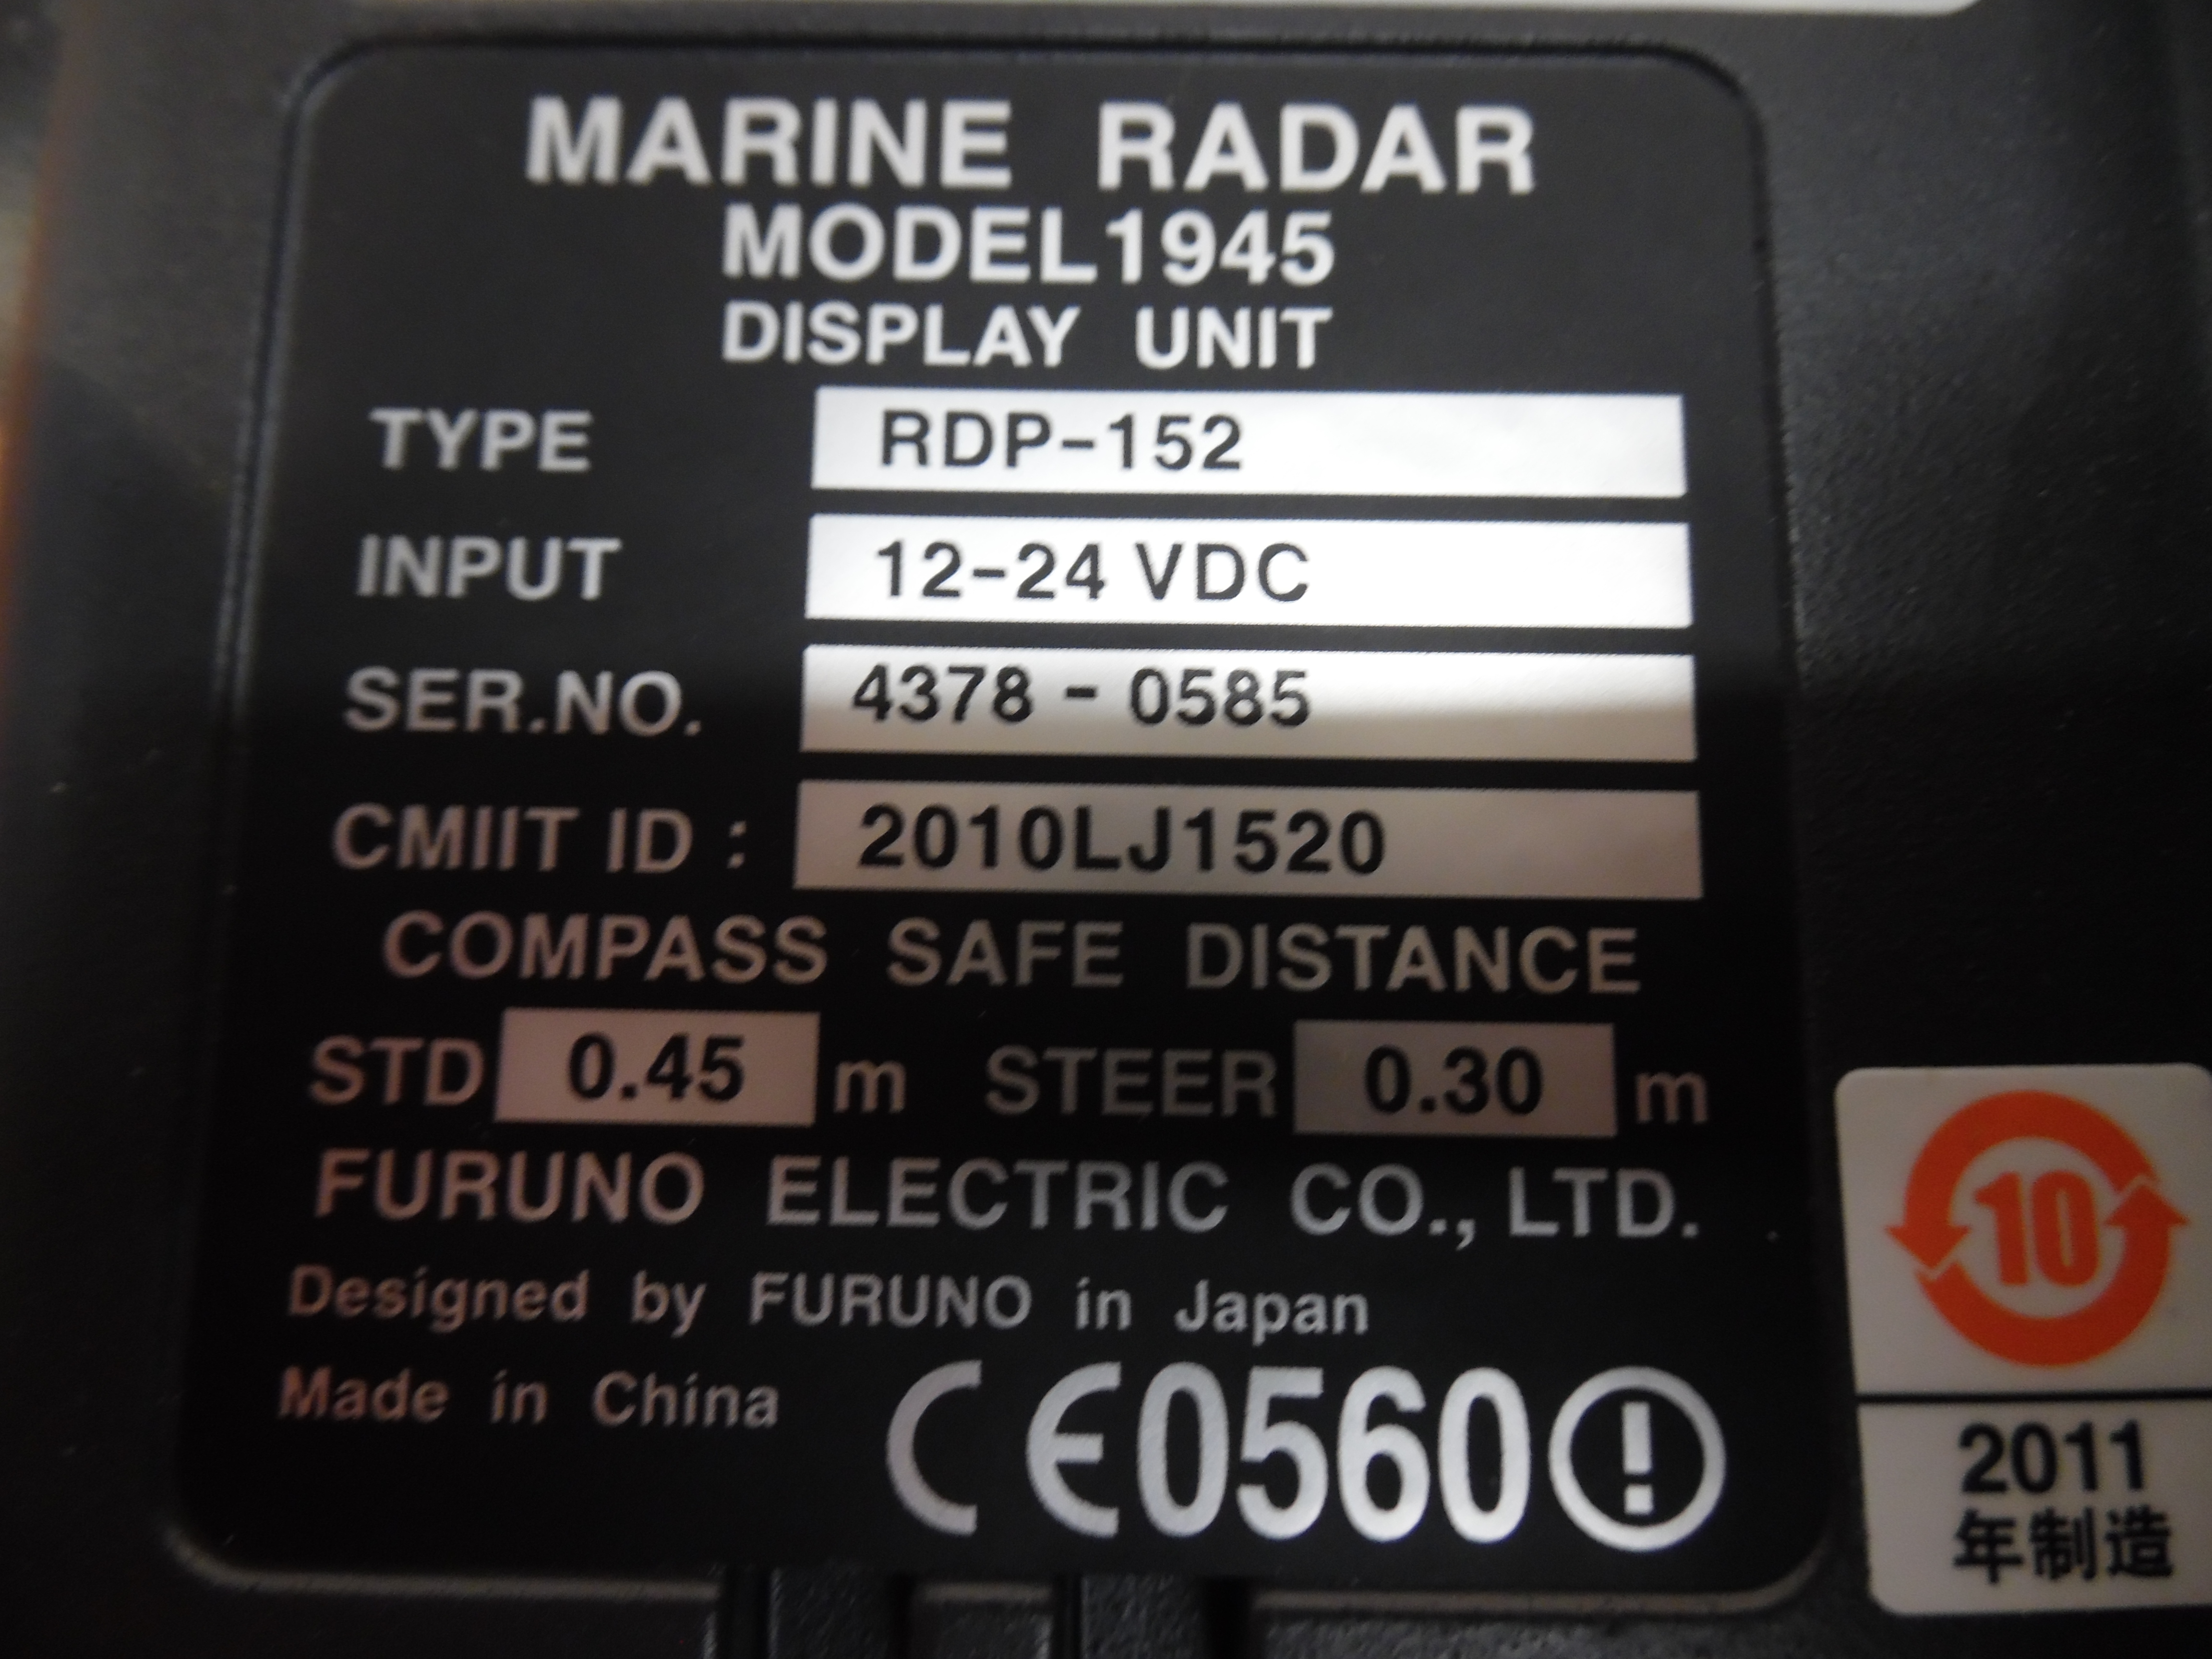 MARINE RADAR
MODEL1945
DISPLAY UNIT
TYPE RDP-152
INPUT 12-24 VDC
SER.NO. 4378 - 0585
CMIIT ID : 2010LJ1520
COMPASS SAFE DISTANCE
STD 0.45 m STEER 0.30 m
FURUNO ELECTRIC CO., LTD.
Designed by FURUNO in Japan
Made in China
CE0560
10
2011
年制造